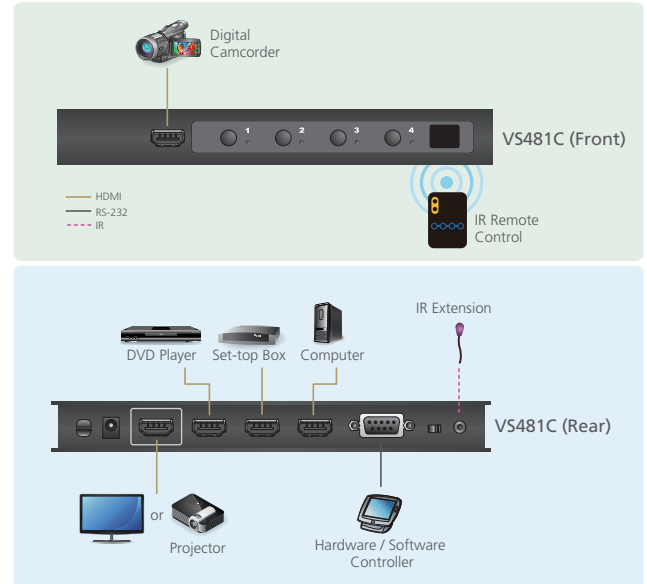 Digital
Camcorder
1 2 3 4
VS481C (Front)
HDMI
RS-232
IR
IR Remote
Control
IR Extension
DVD Player Set-top Box Computer
VS481C (Rear)
or
Projector
Hardware / Software
Controller